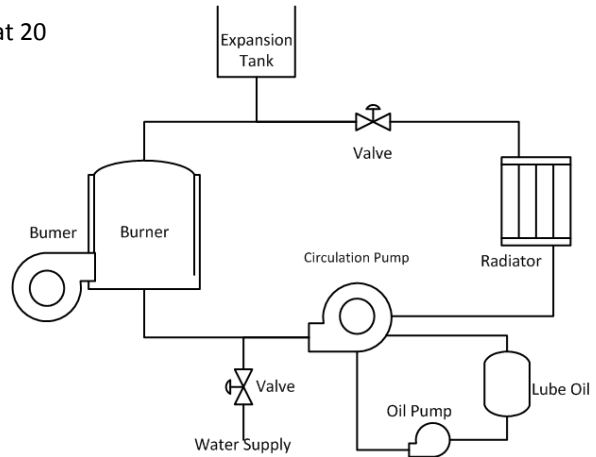 at 20
Expansion
Tank
Valve
Bumer
Burner
Circulation Pump
Radiator
Valve
Lube Oil
Oil Pump
Water Supply